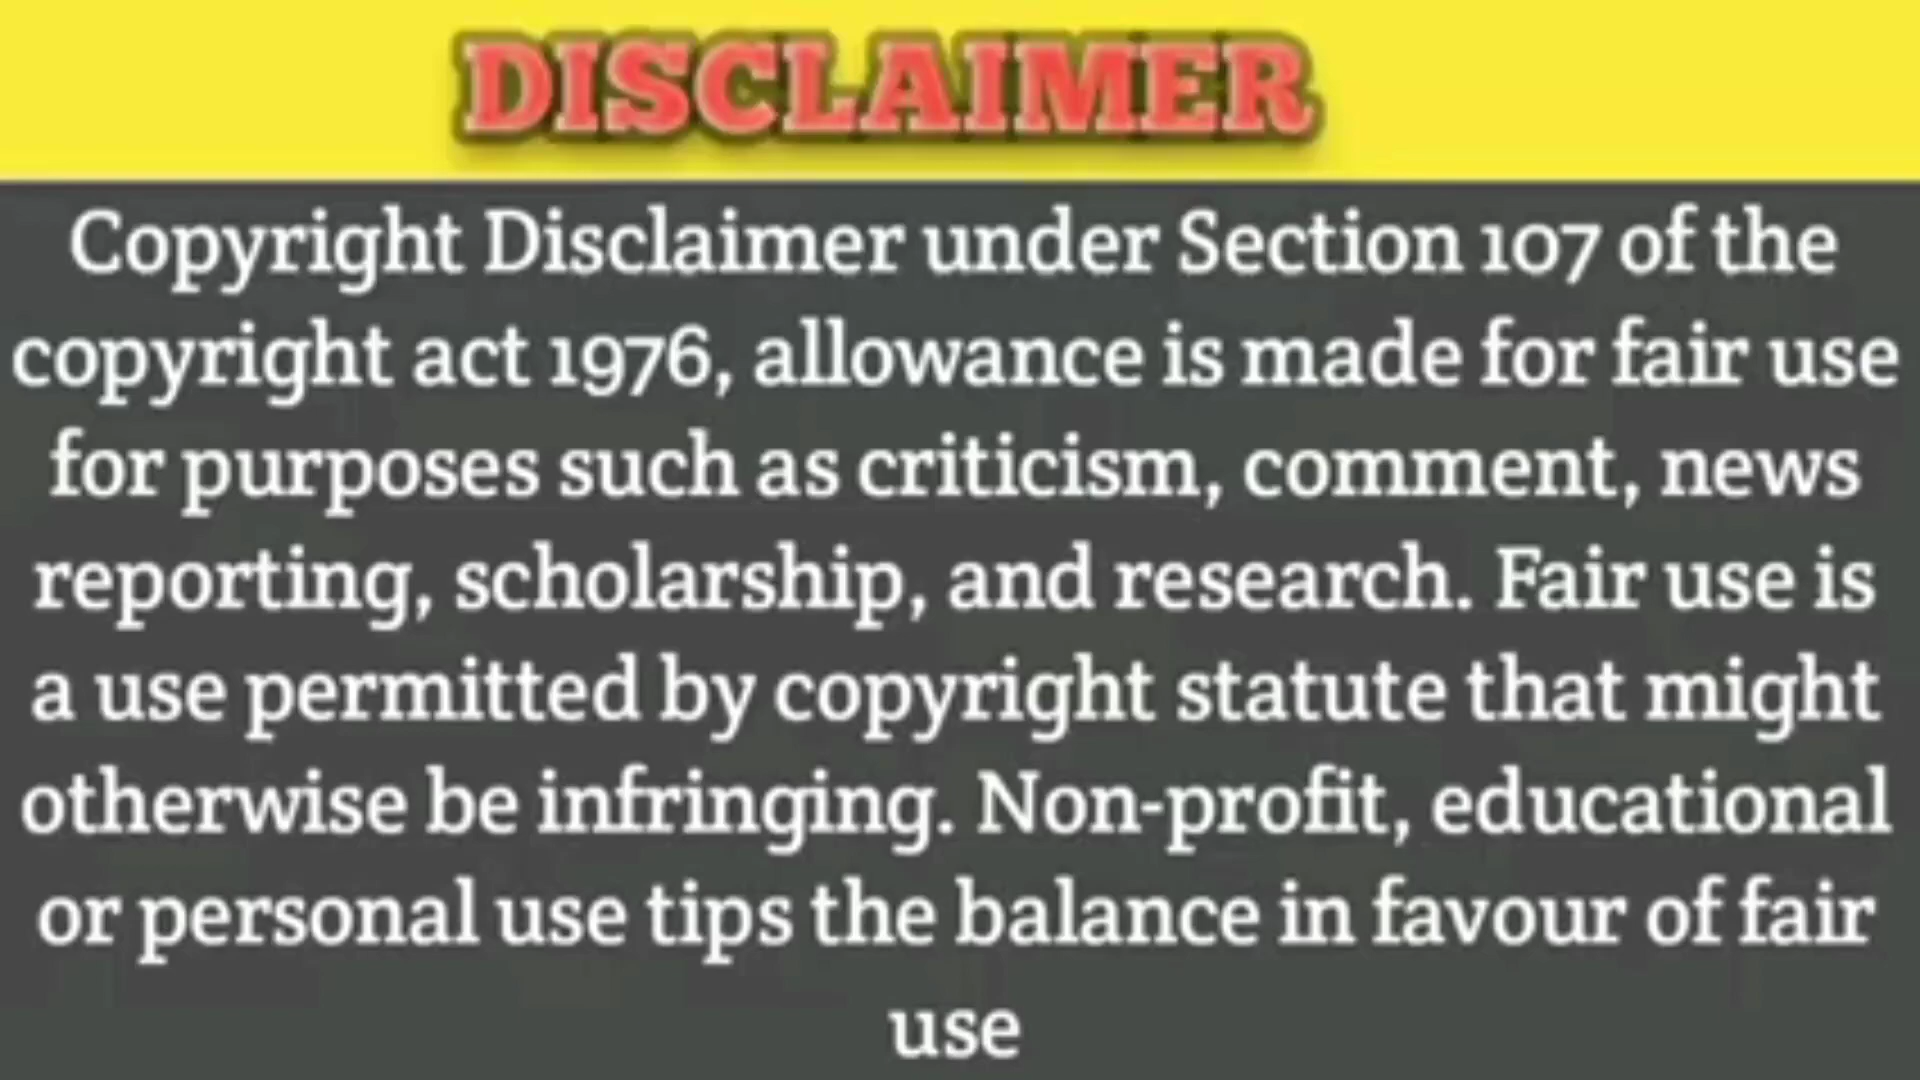 DISCLAIMER
Copyright Disclaimer under Section 107 of the
copyright act 1976, allowance is made for fair use
for purposes such as criticism, comment, news
reporting, scholarship, and research. Fair use is
a use permitted by copyright statute that might
otherwise be infringing. Non-profit, educational
or personal use tips the balance in favour of fair
use